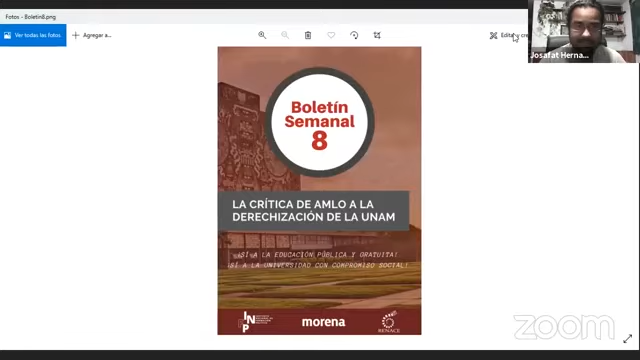 Fotos - Boletin8.png
Ver todas las fotos
Agregar a...
Josafat Herna...
Boletín
Semanal
8
LA CRÍTICA DE AMLO A LA
DERECHIZACIÓN DE LA UNAM
¡SÍ A LA EDUCACIÓN PÚBLICA Y GRATUITA!
¡SÍ A LA UNIVERSIDAD CON COMPROMISO SOCIAL!
INP
morena
RENACE
zoom